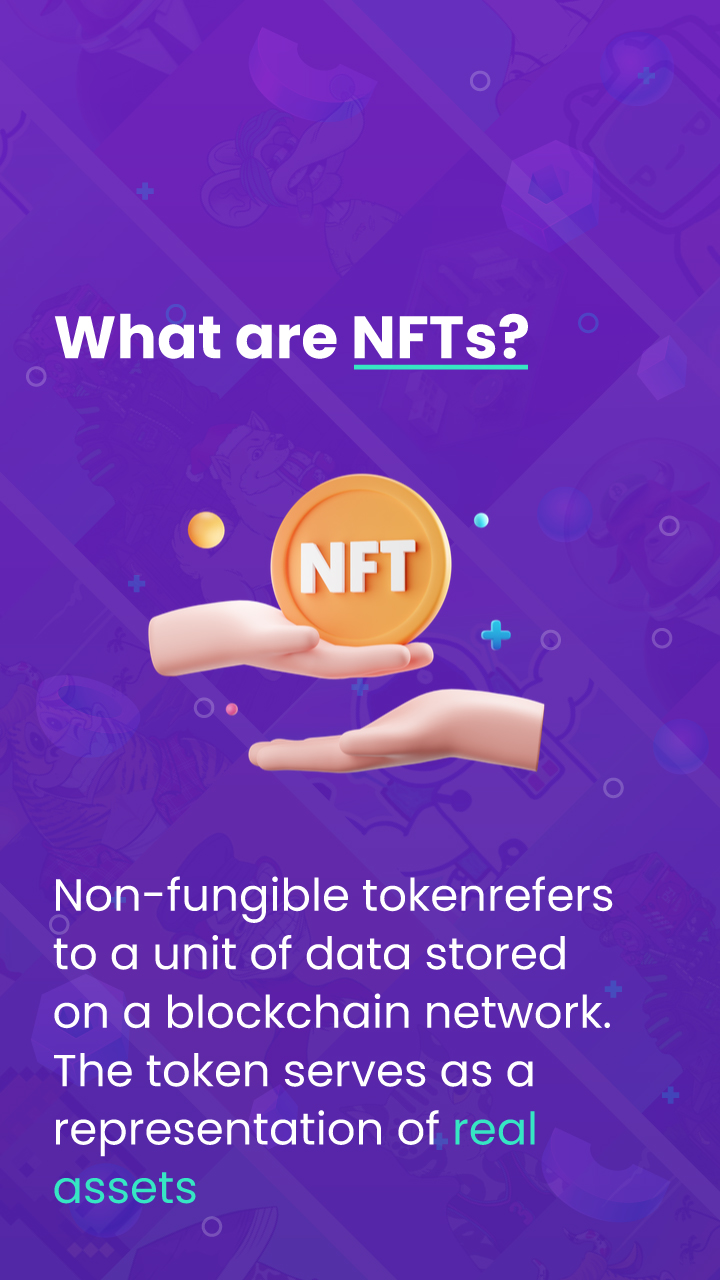 What are NFTs?
NFT
Non-fungible tokenrefers
to a unit of data stored
on a blockchain network.
The token serves as a
representation of real
assets